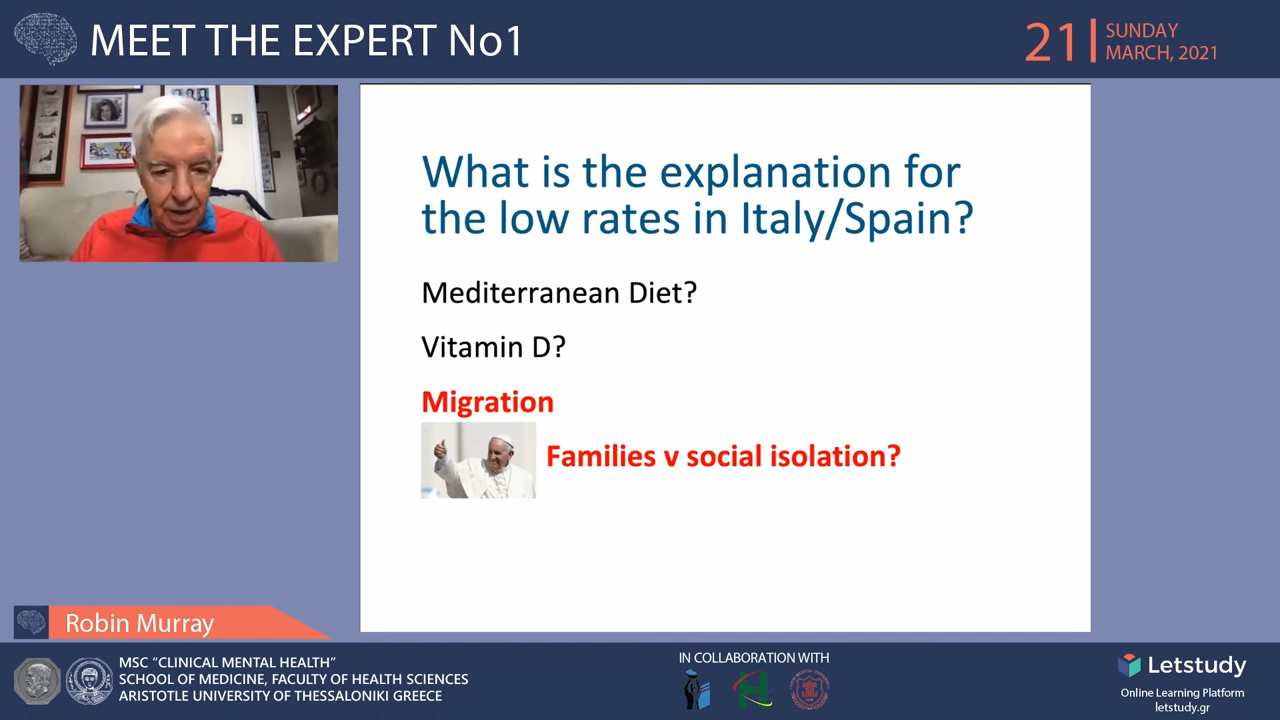 MEET THE EXPERT No1
21
SUNDAY
MARCH, 2021
What is the explanation for
the low rates in Italy/Spain?
Mediterranean Diet?
Vitamin D?
Migration
Families v social isolation?
Robin Murray
MSC “CLINICAL MENTAL HEALTH”
SCHOOL OF MEDICINE, FACULTY OF HEALTH SCIENCES
ARISTOTLE UNIVERSITY OF THESSALONIKI GREECE
IN COLLABORATION WITH
Letstudy
Online Learning Platform
letstudy.gr